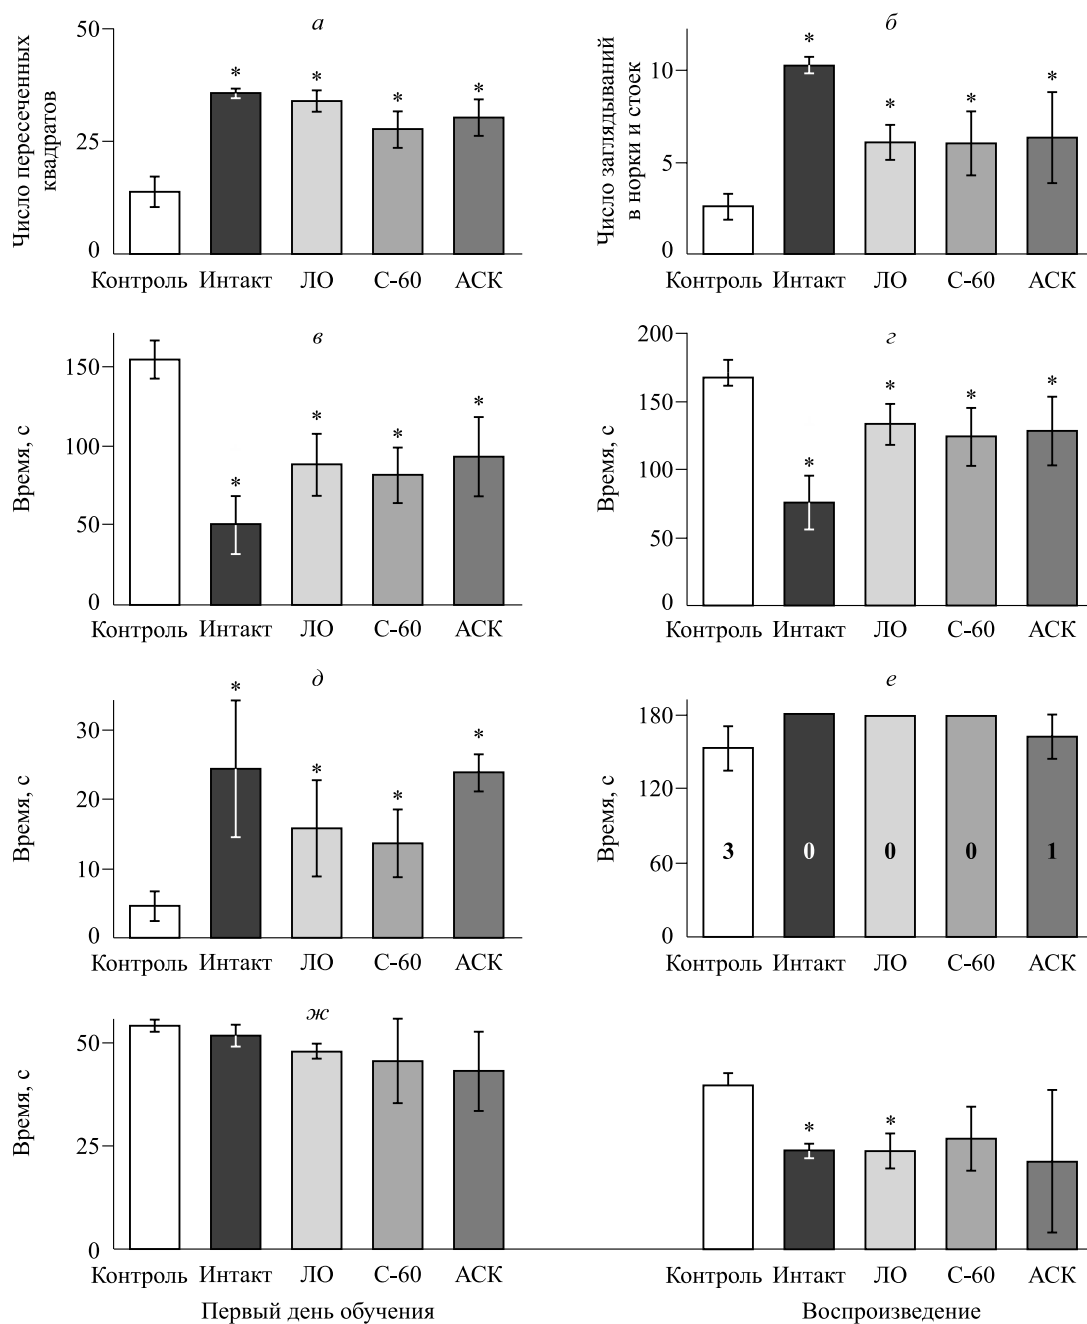 а
Число пересеченных
квадратов
50
25
0
* * * *
Контроль Интакт ЛО С-60 АСК
б
Число заглядываний
в норки и стоек
10
5
0
* * * *
Контроль Интакт ЛО С-60 АСК
в
Время, с
150
100
50
0
* * * *
Контроль Интакт ЛО С-60 АСК
г
Время, с
200
150
100
50
0
* * * *
Контроль Интакт ЛО С-60 АСК
д
Время, с
30
20
10
0
* * * *
Контроль Интакт ЛО С-60 АСК
е
Время, с
180
120
60
0
3 0 0 0 1
Контроль Интакт ЛО С-60 АСК
ж
Время, с
50
25
0
Контроль Интакт ЛО С-60 АСК
Первый день обучения
* *
Контроль Интакт ЛО С-60 АСК
Воспроизведение